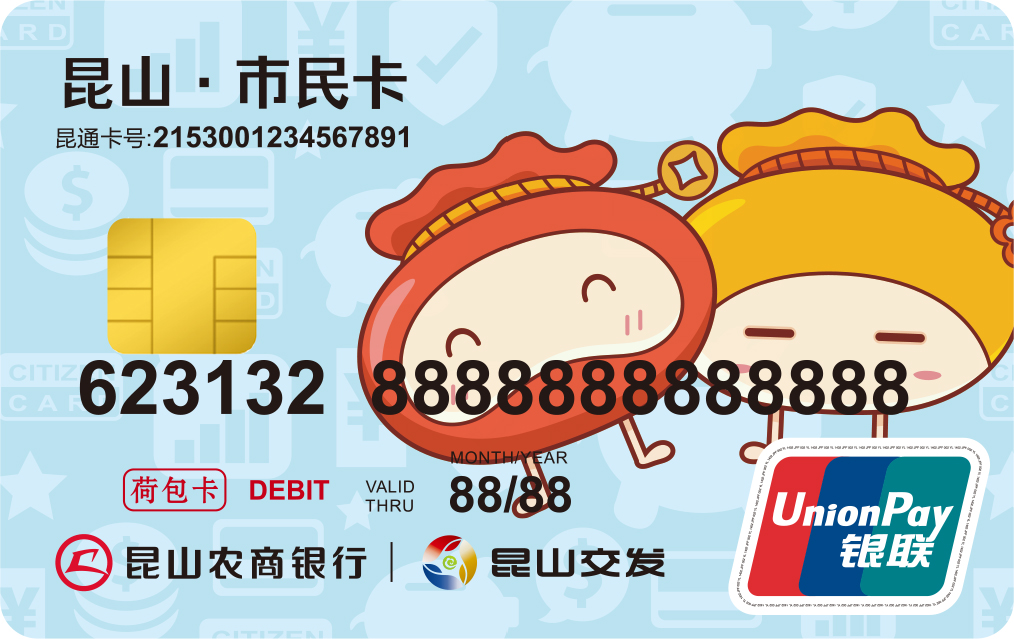 昆山·市民卡
昆通卡号:2153001234567891
CITIZEN
CARD
623132 8888888888888
MONTH/YEAR
荷包卡 DEBIT VALID THRU 88/88
UnionPay
银联
昆山农商银行 | 昆山交发
CITIZEN